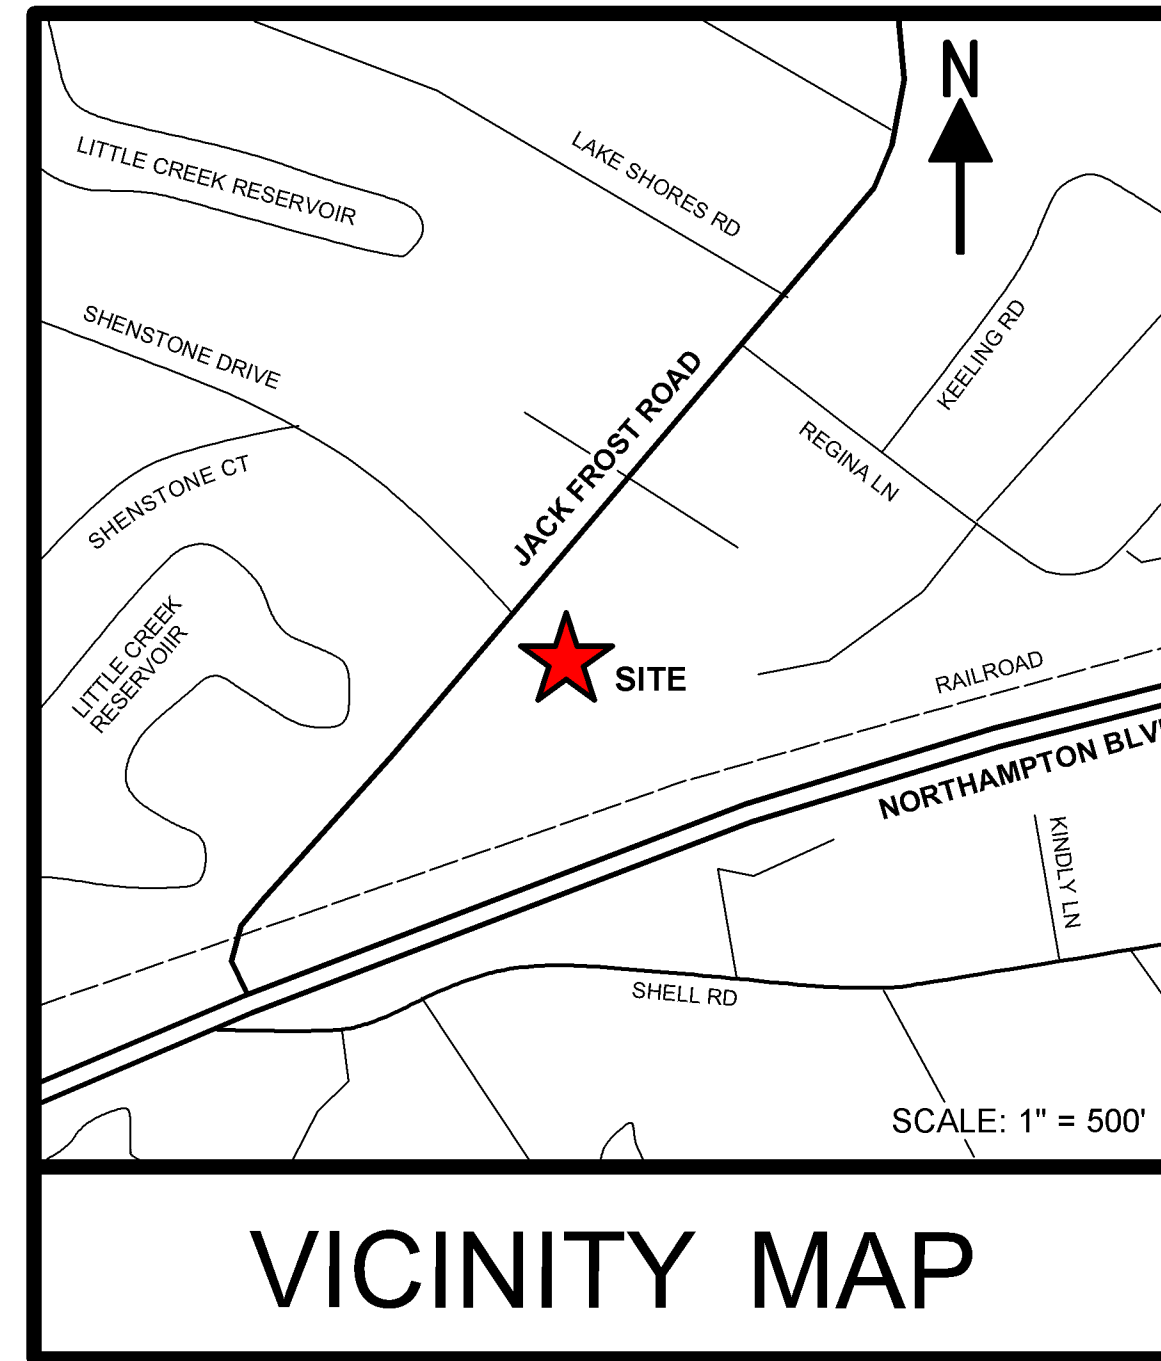 N
LAKE SHORES RD
LITTLE CREEK RESERVOIR
SHENSTONE DRIVE
KEELING RD
JACK FROST ROAD
REGINA LN
SHENSTONE CT
LITTLE CREEK
RESERVOIIR
SITE
RAILROAD
NORTHAMPTON BLV
KINDLY LN
SHELL RD
SCALE: 1" = 500'
VICINITY MAP